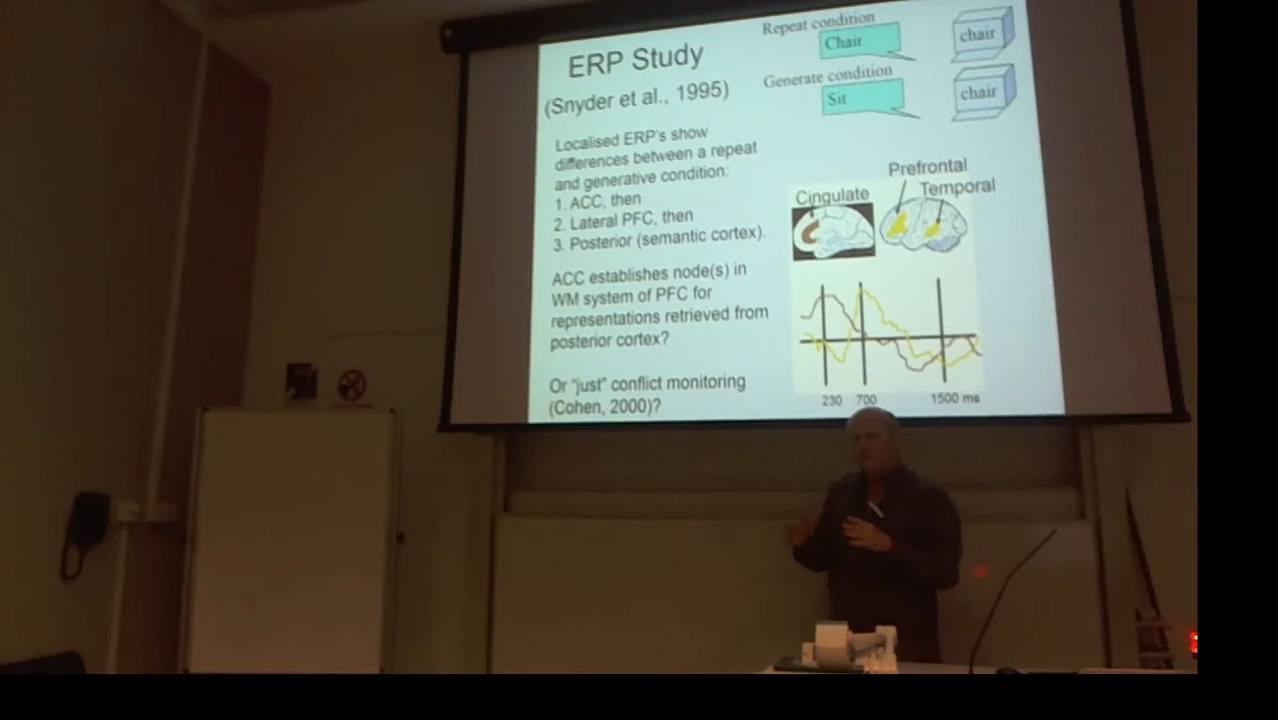 ERP Study
(Snyder et al., 1995)
Repeat condition
Chair
chair
Generate condition
Sit
chair
Localised ERP's show
differences between a repeat
and generative condition:
1. ACC, then
2. Lateral PFC, then
3. Posterior (semantic cortex).
ACC establishes node(s) in
WM system of PFC for
representations retrieved from
posterior cortex?
Or "just" conflict monitoring
(Cohen, 2000)?
Prefrontal
Cingulate
Temporal
230 700 1500 ms